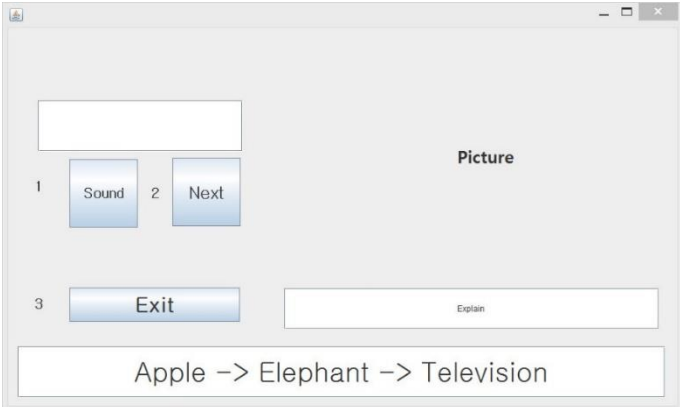 Picture
1 Sound 2 Next
3 Exit
Explain
Apple -> Elephant -> Television